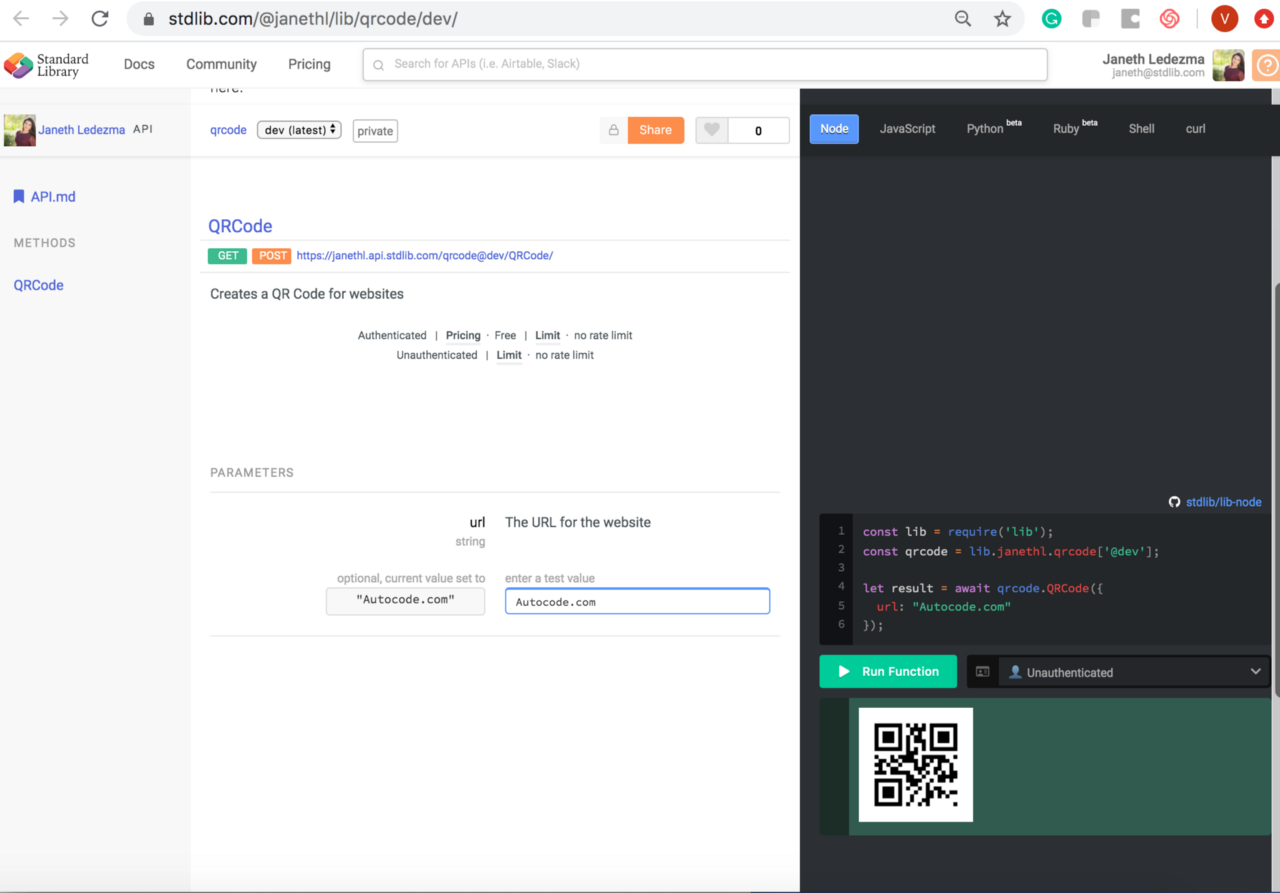 stdlib.com/@janethl/lib/qrcode/dev/
V
Standard
Library
Docs
Community
Pricing
Search for APIs (i.e. Airtable, Slack)
Janeth Ledezma
janeth@stdlib.com
?
Janeth Ledezma API
qrcode
dev (latest)
private
Share
0
Node
JavaScript
Python beta
Ruby beta
Shell
curl
API.md
METHODS
QRCode
QRCode
GET POST https://janethl.api.stdlib.com/qrcode@dev/QRCode/
Creates a QR Code for websites
Authenticated | Pricing · Free | Limit · no rate limit
Unauthenticated | Limit · no rate limit
PARAMETERS
url
string
The URL for the website
optional, current value set to
"Autocode.com"
enter a test value
Autocode.com
stdlib/lib-node
1 const lib = require('lib');
2 const qrcode = lib.janethl.qrcode['@dev'];
3
4 let result = await qrcode.QRCode({
5 url: "Autocode.com"
6 });
Run Function
Unauthenticated